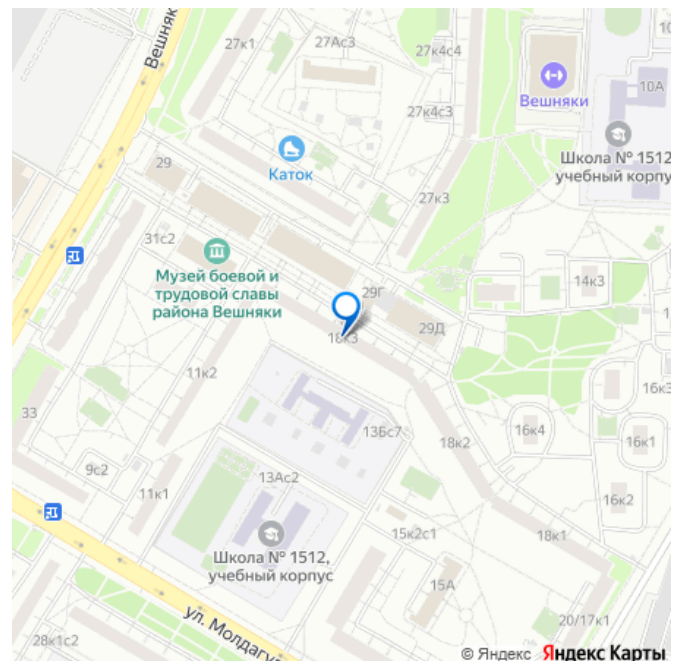 27к1
27Ас3
27к4с4
10А
Вешняки
27к4с3
Каток
Школа № 1512,
учебный корпу
29
27к3
31с2
Музей боевой и
трудовой славы
района Вешняки
29Г
14к3
18к3
29Д
11к2
16к3
33
13Бс7
18к2
16к4
16к1
9с2
11к1
13Ас2
16к2
Школа № 1512,
учебный корпус
15к2с1
18к1
15А
ул. Молдагу
20/17к1
28к1с2
© Яндекс Яндекс Карты